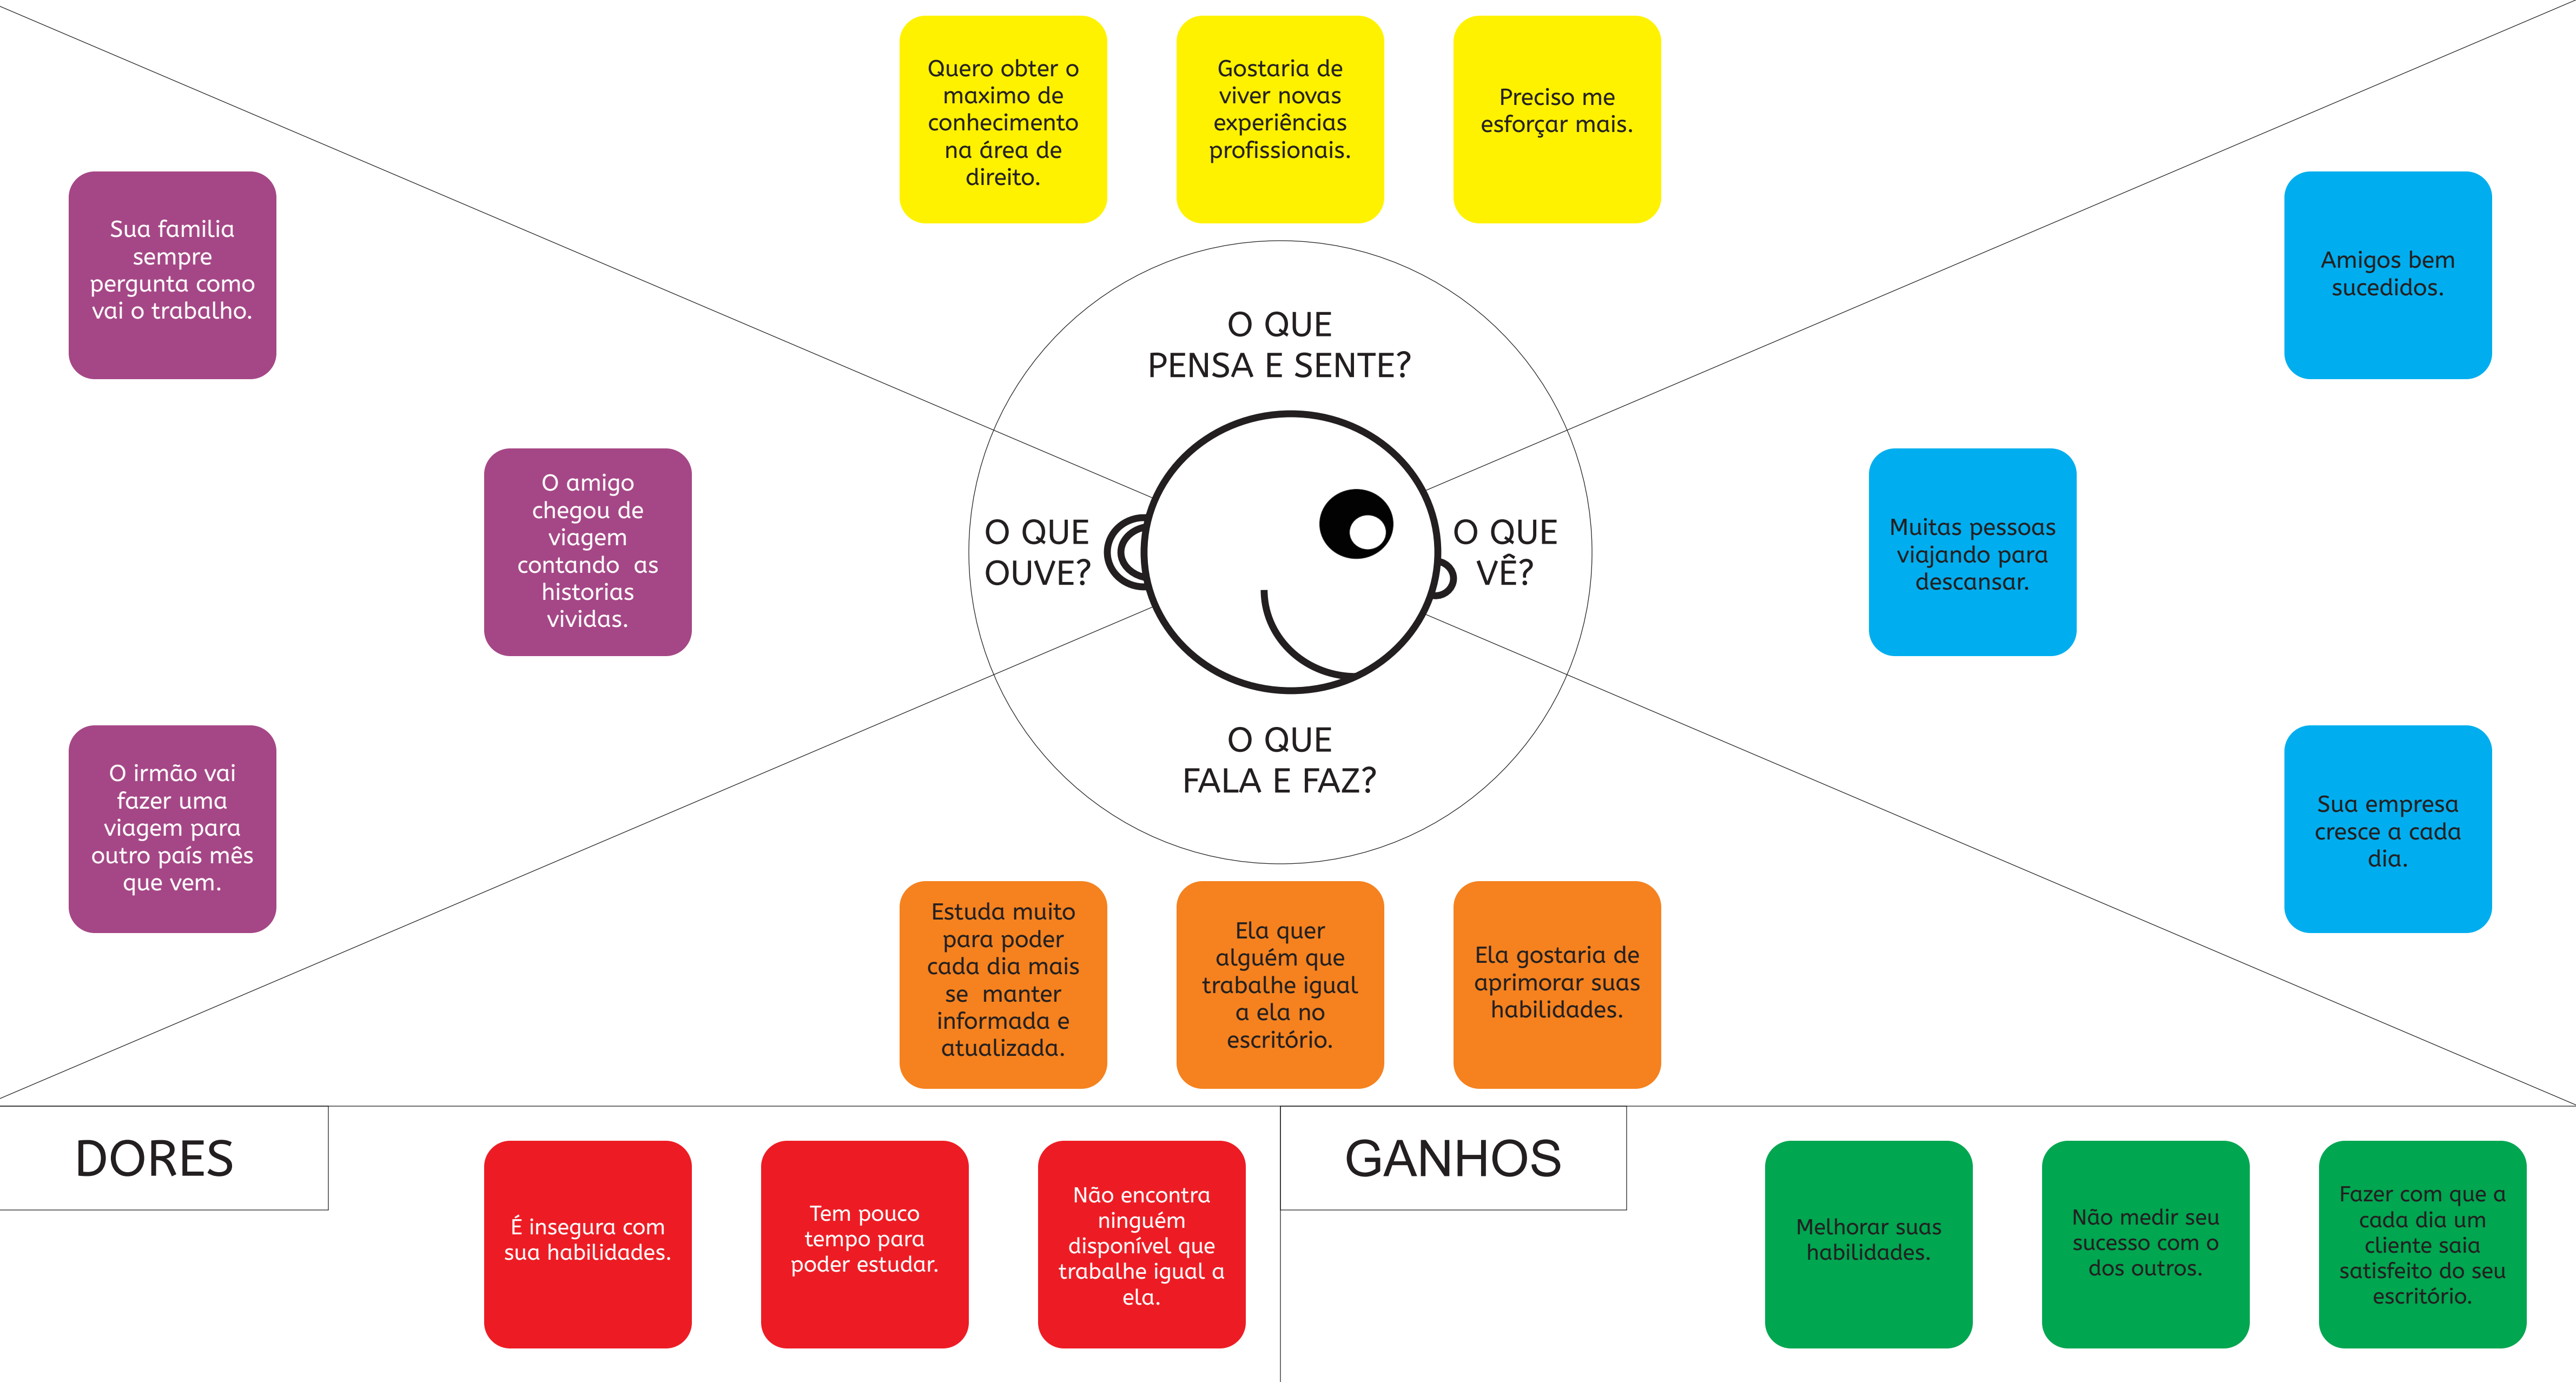 Quero obter o
maximo de
conhecimento
na área de
direito.
Gostaria de
viver novas
experiências
profissionais.
Preciso me
esforçar mais.
Sua familia
sempre
pergunta como
vai o trabalho.
Amigos bem
sucedidos.
O QUE
PENSA E SENTE?
O amigo
chegou de
viagem
contando  as
historias
vividas.
O QUE
OUVE?
O QUE
VÊ?
Muitas pessoas
viajando para
descansar.
O QUE
FALA E FAZ?
O irmão vai
fazer uma
viagem para
outro país mês
que vem.
Sua empresa
cresce a cada
dia.
Estuda muito
para poder
cada dia mais
se  manter
informada e
atualizada.
Ela quer
alguém que
trabalhe igual
a ela no
escritório.
Ela gostaria de
aprimorar suas
habilidades.
DORES
É insegura com
sua habilidades.
Tem pouco
tempo para
poder estudar.
Não encontra
ninguém
disponível que
trabalhe igual a
ela.
GANHOS
Melhorar suas
habilidades.
Não medir seu
sucesso com o
dos outros.
Fazer com que a
cada dia um
cliente saia
satisfeito do seu
escritório.